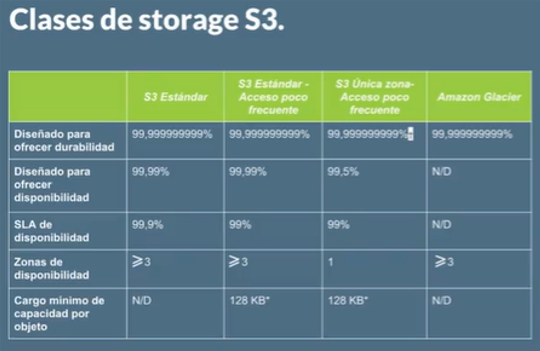 Clases de storage S3.
S3 Estándar
S3 Estándar -
Acceso poco
frecuente
S3 Única zona-
Acceso poco
frecuente
Amazon Glacier
Diseñado para
ofrecer durabilidad
99,999999999%
99,999999999%
99,999999999%
99,999999999%
Diseñado para
ofrecer
disponibilidad
99,99%
99,99%
99,5%
N/D
SLA de
disponibilidad
99,9%
99%
99%
N/D
Zonas de
disponibilidad
⩾3
⩾3
1
⩾3
Cargo mínimo de
capacidad por
objeto
N/D
128 KB*
128 KB*